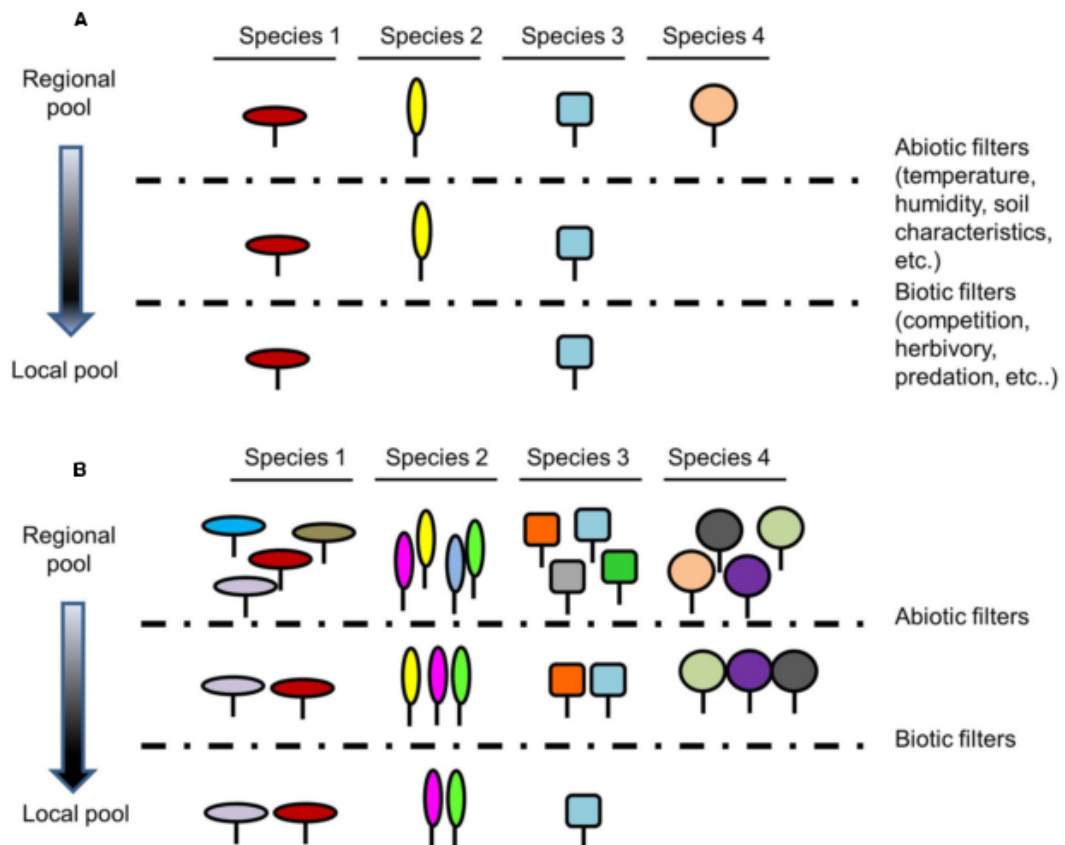 A
Species 1 Species 2 Species 3 Species 4
Regional
pool
Abiotic filters
(temperature,
humidity, soil
characteristics,
etc.)
Biotic filters
(competition,
herbivory,
predation, etc..)
Local pool
B
Species 1 Species 2 Species 3 Species 4
Regional
pool
Abiotic filters
Biotic filters
Local pool